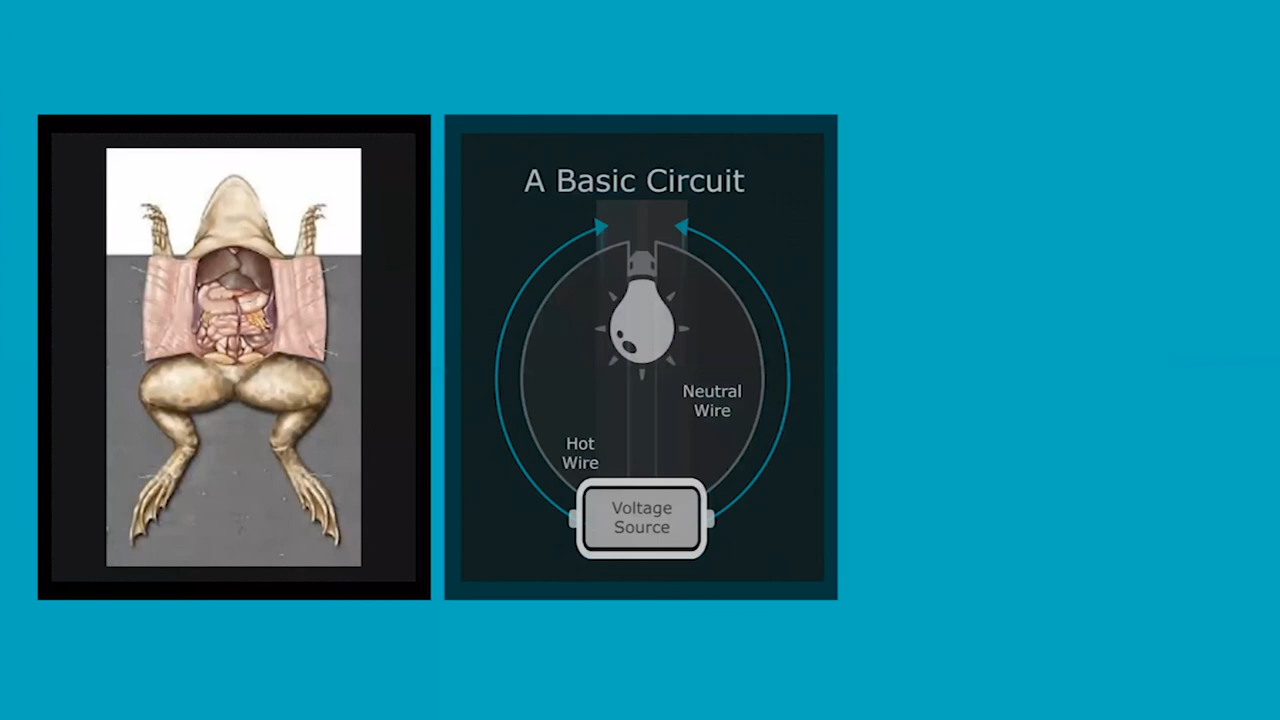 A Basic Circuit
Neutral
Wire
Hot
Wire
Voltage
Source